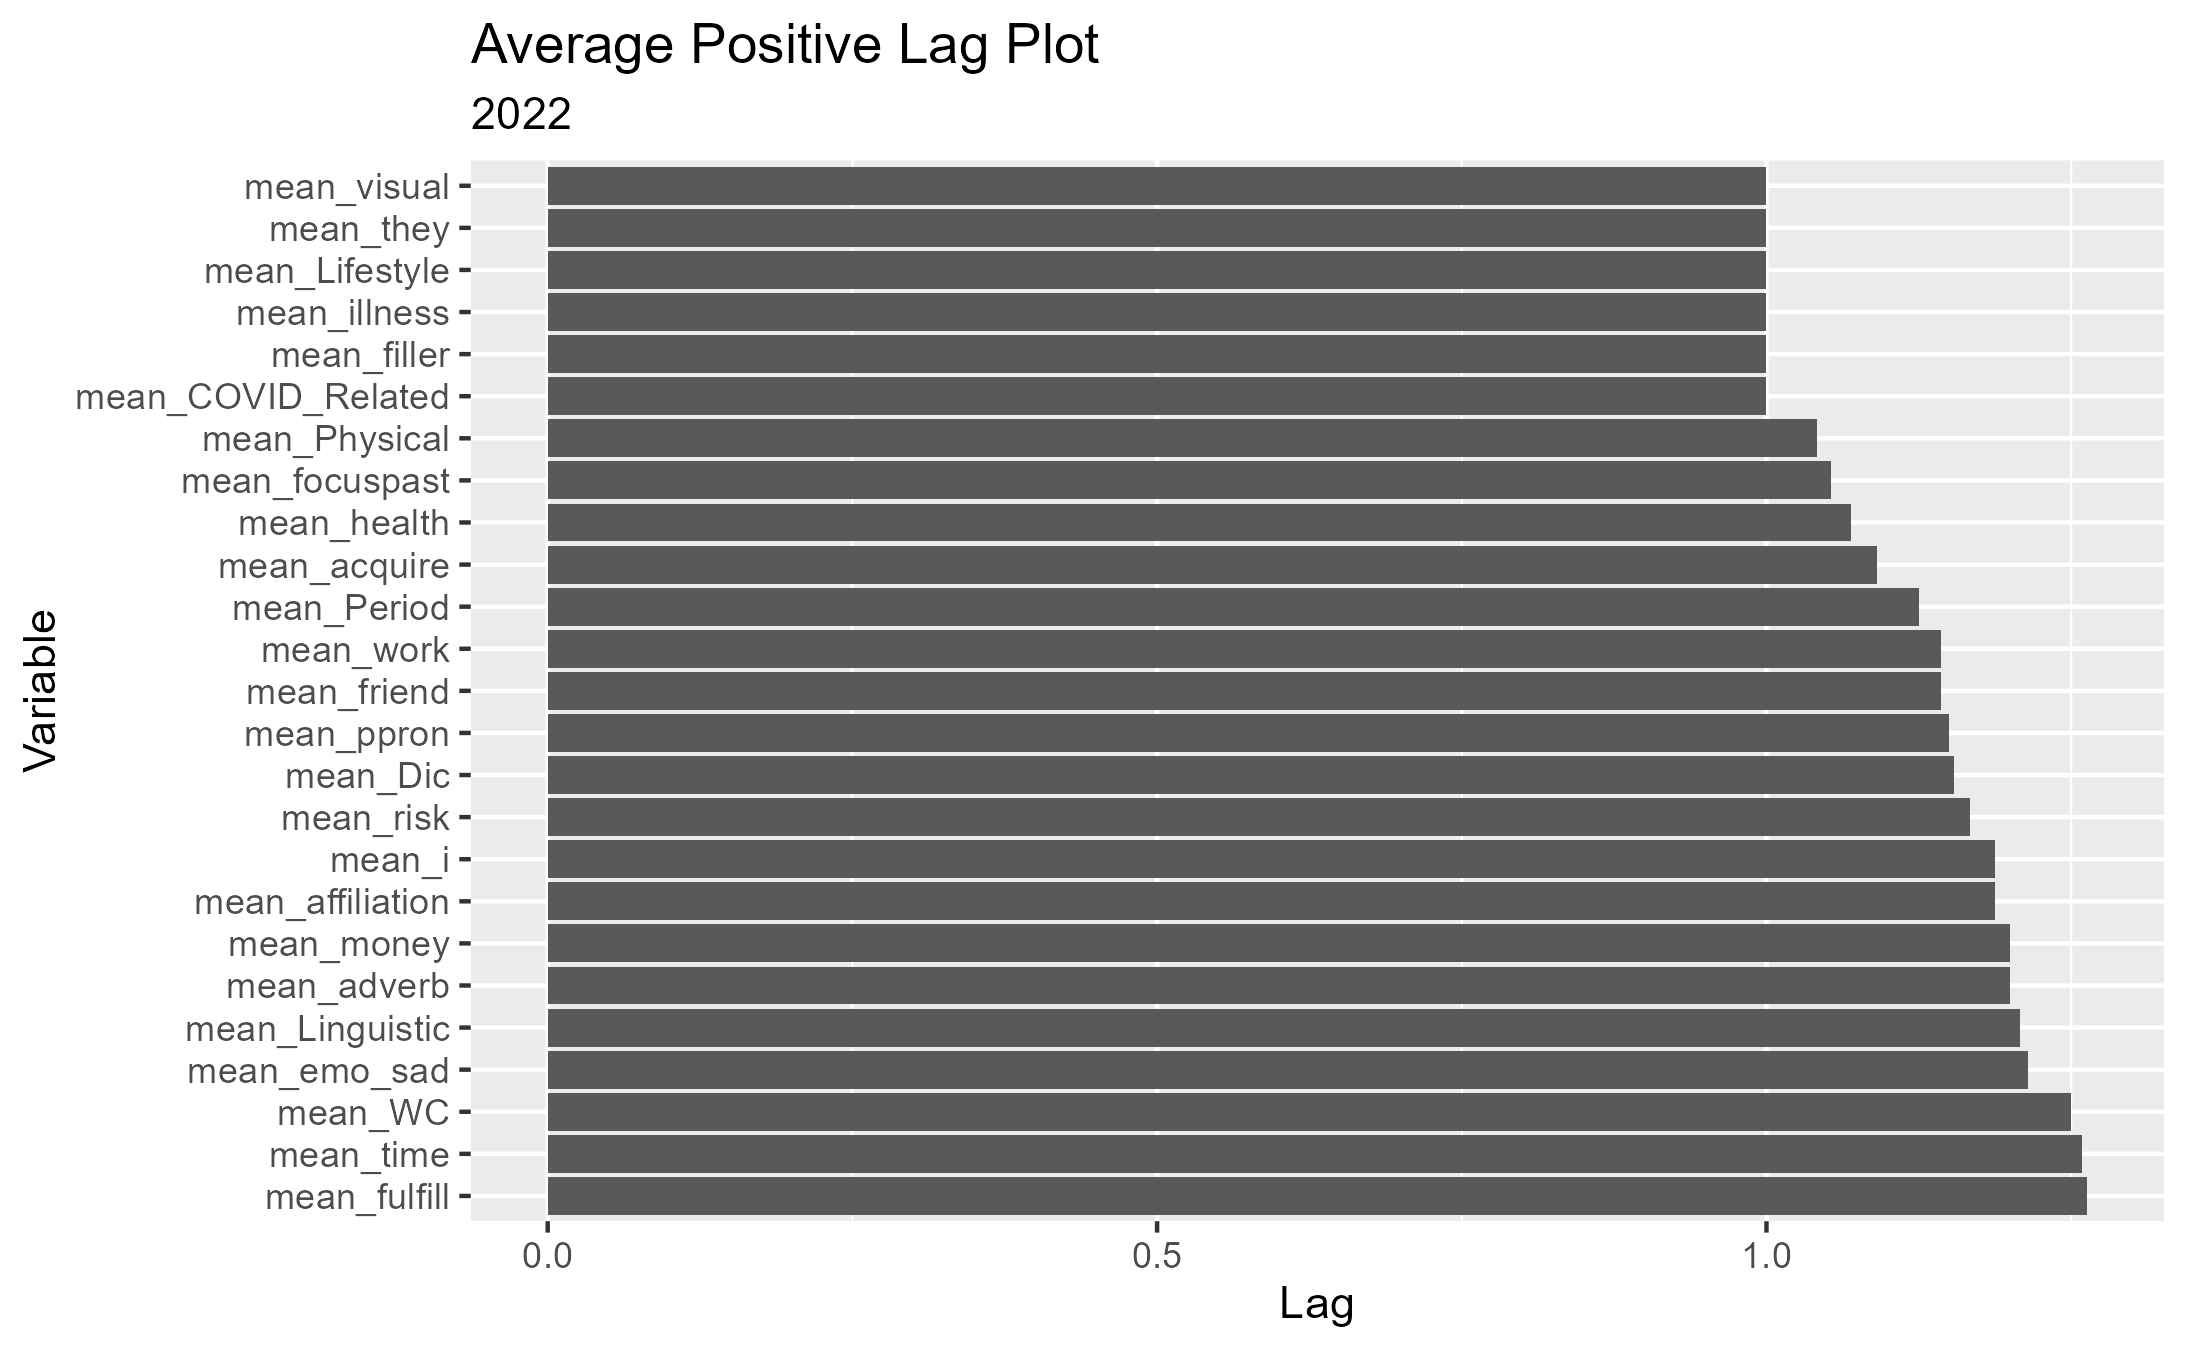 Average Positive Lag Plot
2022
Variable
mean_visual
mean_they
mean_Lifestyle
mean_illness
mean_filler
mean_COVID_Related
mean_Physical
mean_focuspast
mean_health
mean_acquire
mean_Period
mean_work
mean_friend
mean_ppron
mean_Dic
mean_risk
mean_i
mean_affiliation
mean_money
mean_adverb
mean_Linguistic
mean_emo_sad
mean_WC
mean_time
mean_fulfill
0.0 0.5 1.0
Lag